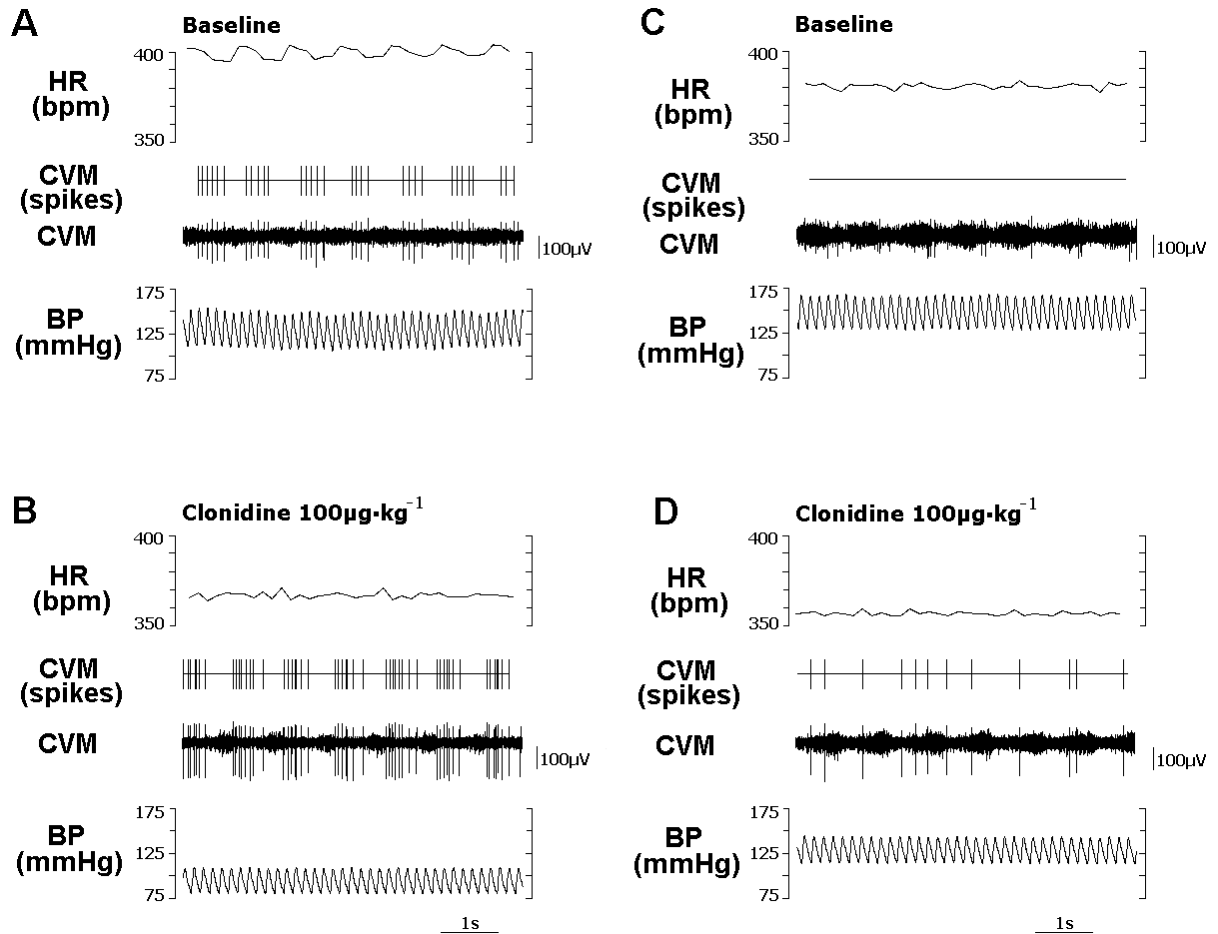 A
Baseline
400
HR
(bpm)
350
CVM
(spikes)
CVM
100µV
175
BP
125
(mmHg)
75
B
Clonidine 100µg·kg⁻¹
400
HR
(bpm)
350
CVM
(spikes)
CVM
100µV
175
BP
125
(mmHg)
75
1s
C
Baseline
400
HR
(bpm)
350
CVM
(spikes)
CVM
100µV
175
BP
125
(mmHg)
75
D
Clonidine 100µg·kg⁻¹
400
HR
(bpm)
350
CVM
(spikes)
CVM
100µV
175
BP
125
(mmHg)
75
1s